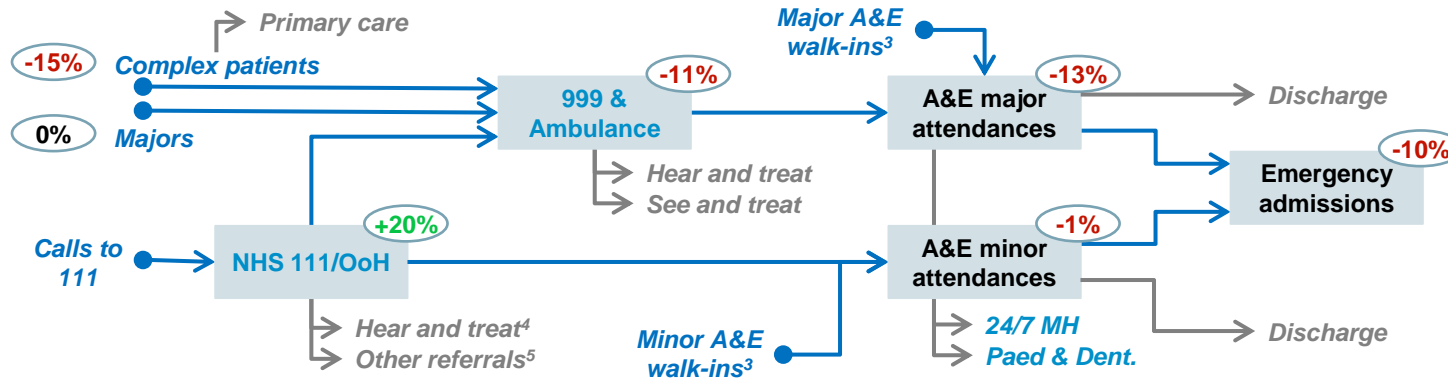 Primary care
-15%
Complex patients
0%
Majors
-11%
999 &
Ambulance
Hear and treat
See and treat
Major A&E
walk-ins³
-13%
A&E major
attendances
Discharge
-10%
Emergency
admissions
Calls to
111
+20%
NHS 111/OoH
Hear and treat⁴
Other referrals⁵
Minor A&E
walk-ins³
-1%
A&E minor
attendances
24/7 MH
Paed & Dent.
Discharge